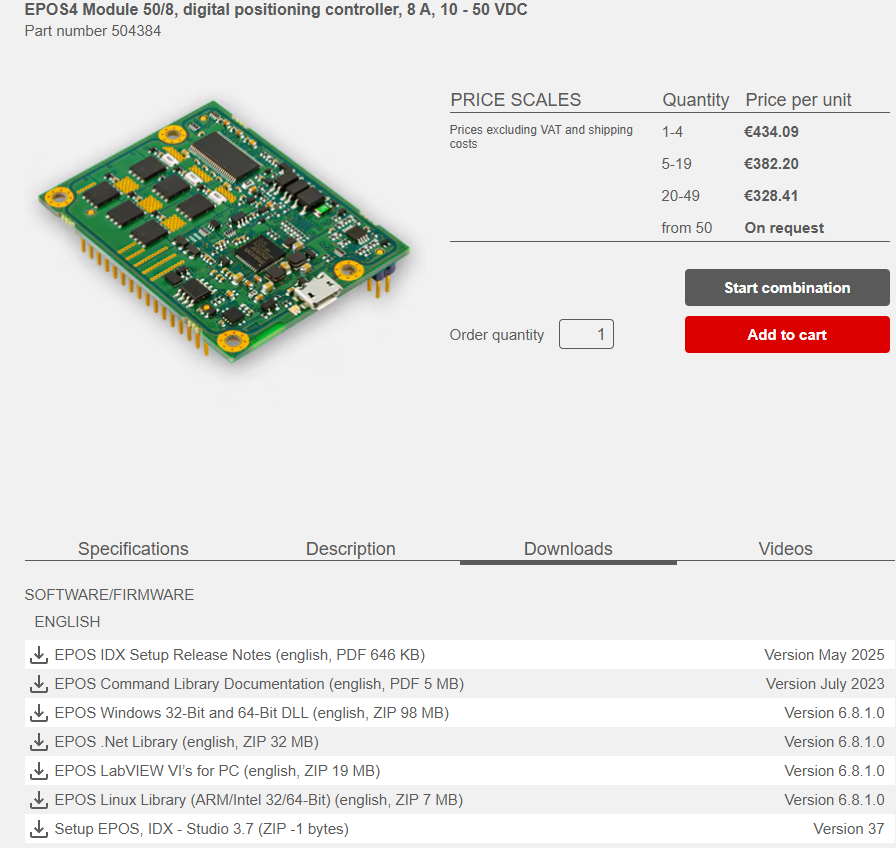 EPOS4 Module 50/8, digital positioning controller, 8 A, 10 - 50 VDC
Part number 504384
PRICE SCALES Quantity Price per unit
Prices excluding VAT and shipping costs
1-4 €434.09
5-19 €382.20
20-49 €328.41
from 50 On request
Start combination
Order quantity 1 Add to cart
Specifications Description Downloads Videos
SOFTWARE/FIRMWARE
ENGLISH
EPOS IDX Setup Release Notes (english, PDF 646 KB) Version May 2025
EPOS Command Library Documentation (english, PDF 5 MB) Version July 2023
EPOS Windows 32-Bit and 64-Bit DLL (english, ZIP 98 MB) Version 6.8.1.0
EPOS .Net Library (english, ZIP 32 MB) Version 6.8.1.0
EPOS LabVIEW VI's for PC (english, ZIP 19 MB) Version 6.8.1.0
EPOS Linux Library (ARM/Intel 32/64-Bit) (english, ZIP 7 MB) Version 6.8.1.0
Setup EPOS, IDX - Studio 3.7 (ZIP -1 bytes) Version 37